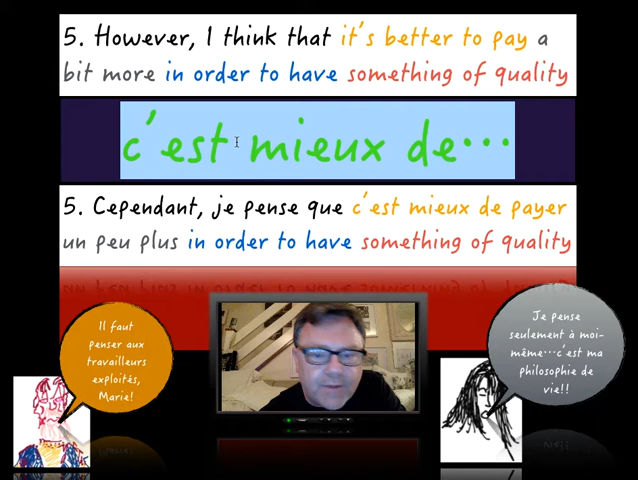 5. However, I think that it's better to pay a
bit more in order to have something of quality
c'est mieux de...
5. Cependant, je pense que c'est mieux de payer
un peu plus in order to have something of quality
Il faut
penser aux
travailleurs
exploités,
Marie!
Je pense
seulement à moi-
même...c'est ma
philosophie de
vie!!